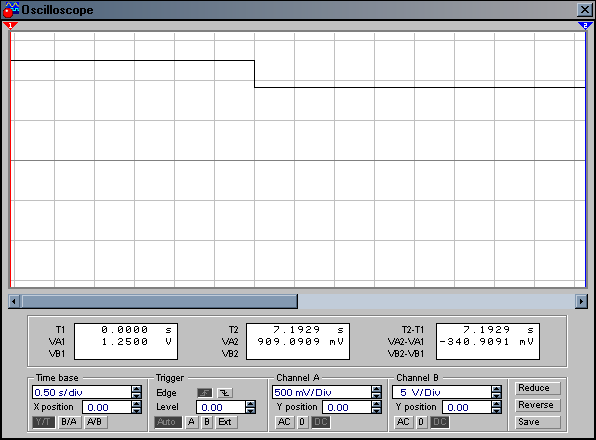 Oscilloscope
1 2
T1 0.0000 s T2 7.1929 s T2-T1 7.1929 s
VA1 1.2500 V VA2 909.0909 mV VA2-VA1 -340.9091 mV
VB1 VB2 VB2-VB1
Time base Trigger Channel A Channel B
0.50 s/div Edge 500 mV/Div 5 V/Div Reduce
X position 0.00 Level 0.00 Y position 0.00 Y position 0.00 Reverse
Y/T B/A A/B Auto A B Ext AC 0 DC AC 0 DC Save